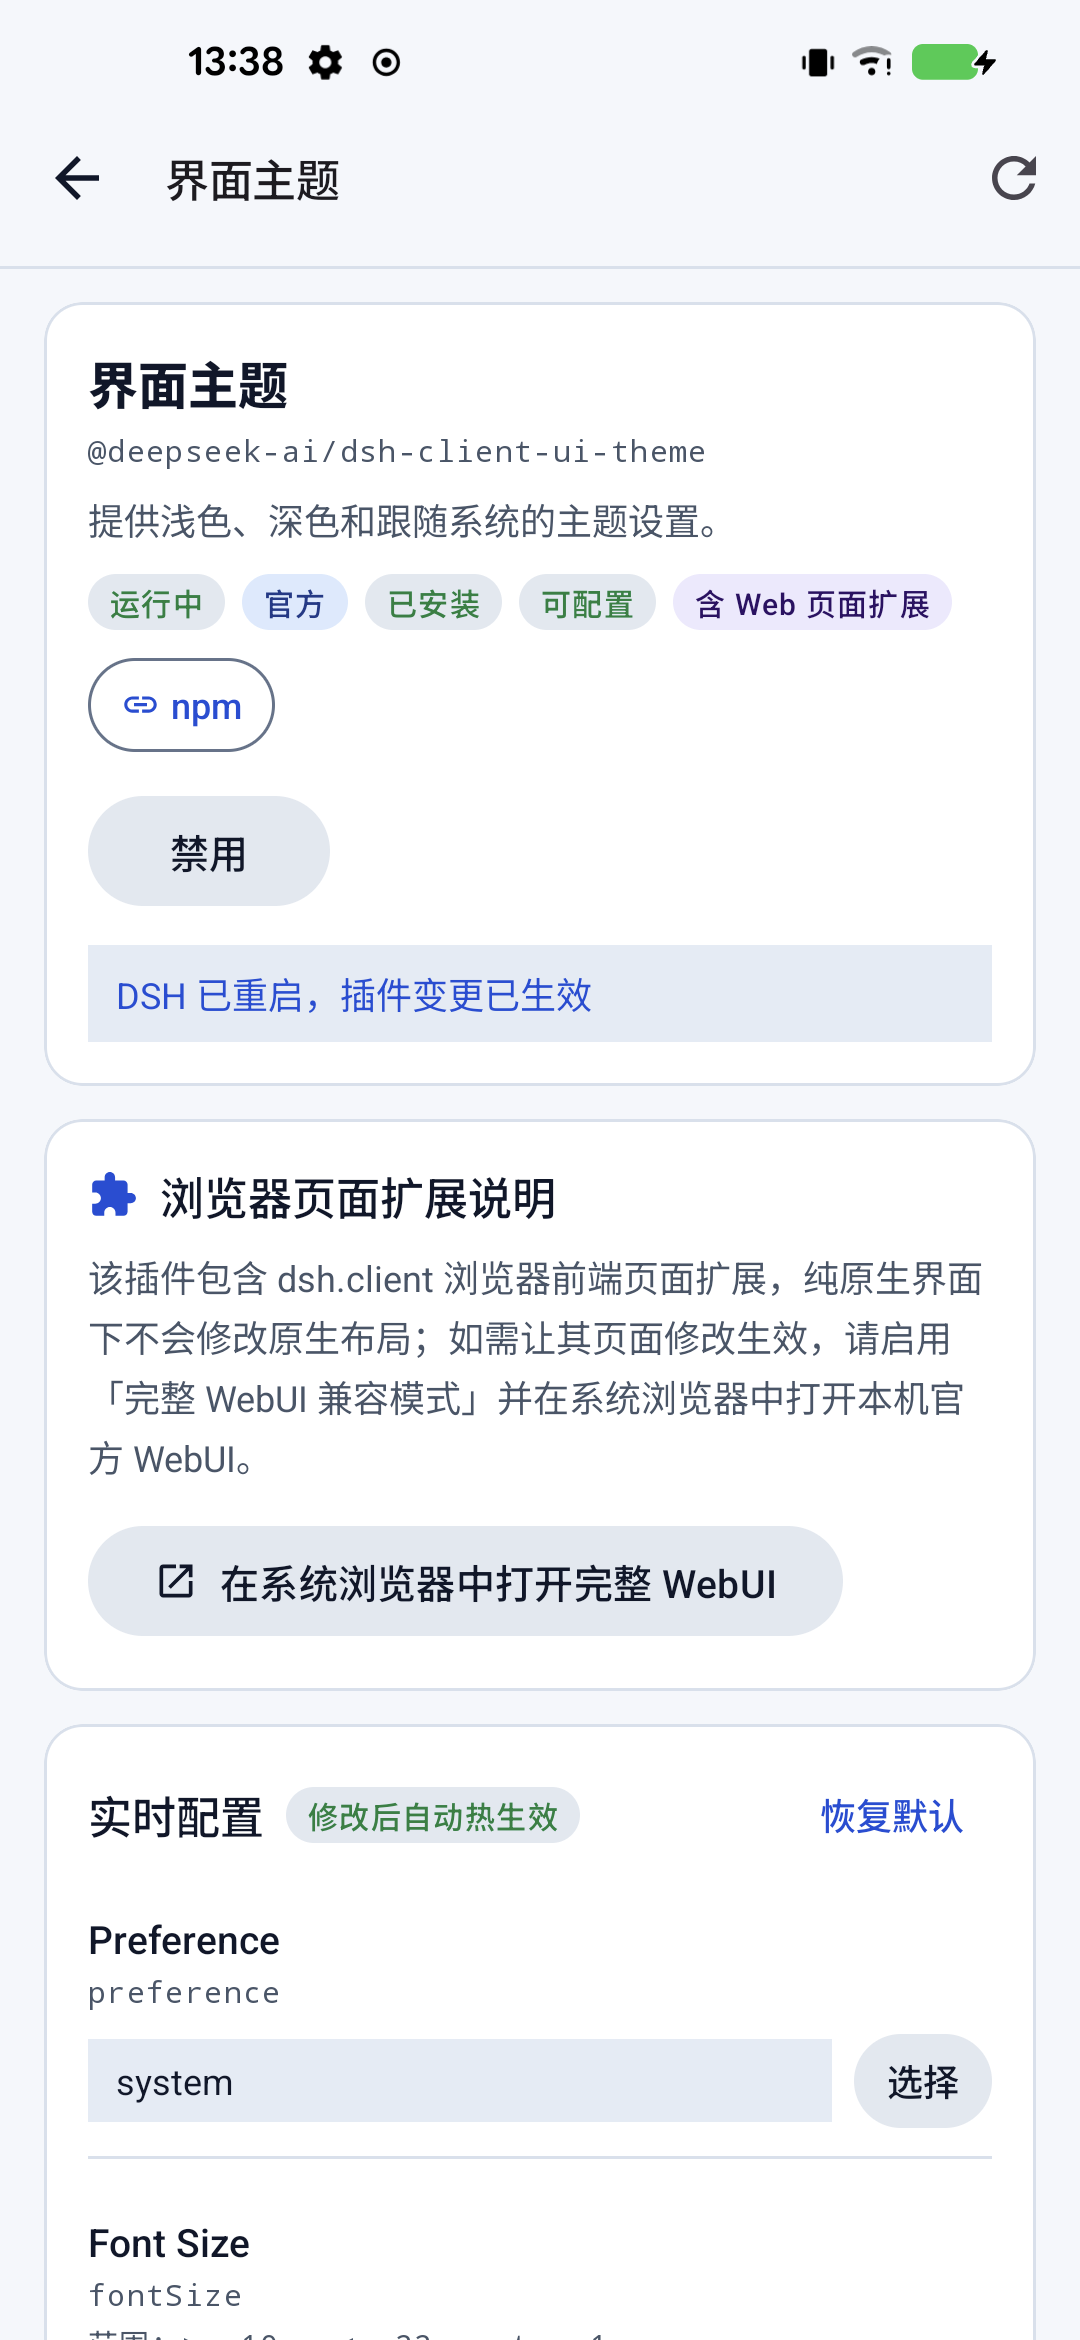 13:38
界面主题
界面主题
@deepseek-ai/dsh-client-ui-theme
提供浅色、深色和跟随系统的主题设置。
运行中 官方 已安装 可配置 含 Web 页面扩展
npm
禁用
DSH 已重启，插件变更已生效
浏览器页面扩展说明
该插件包含 dsh.client 浏览器前端页面扩展，纯原生界面
下不会修改原生布局；如需让其页面修改生效，请启用
「完整 WebUI 兼容模式」并在系统浏览器中打开本机官
方 WebUI。
在系统浏览器中打开完整 WebUI
实时配置 修改后自动热生效 恢复默认
Preference
preference
system 选择
Font Size
fontSize